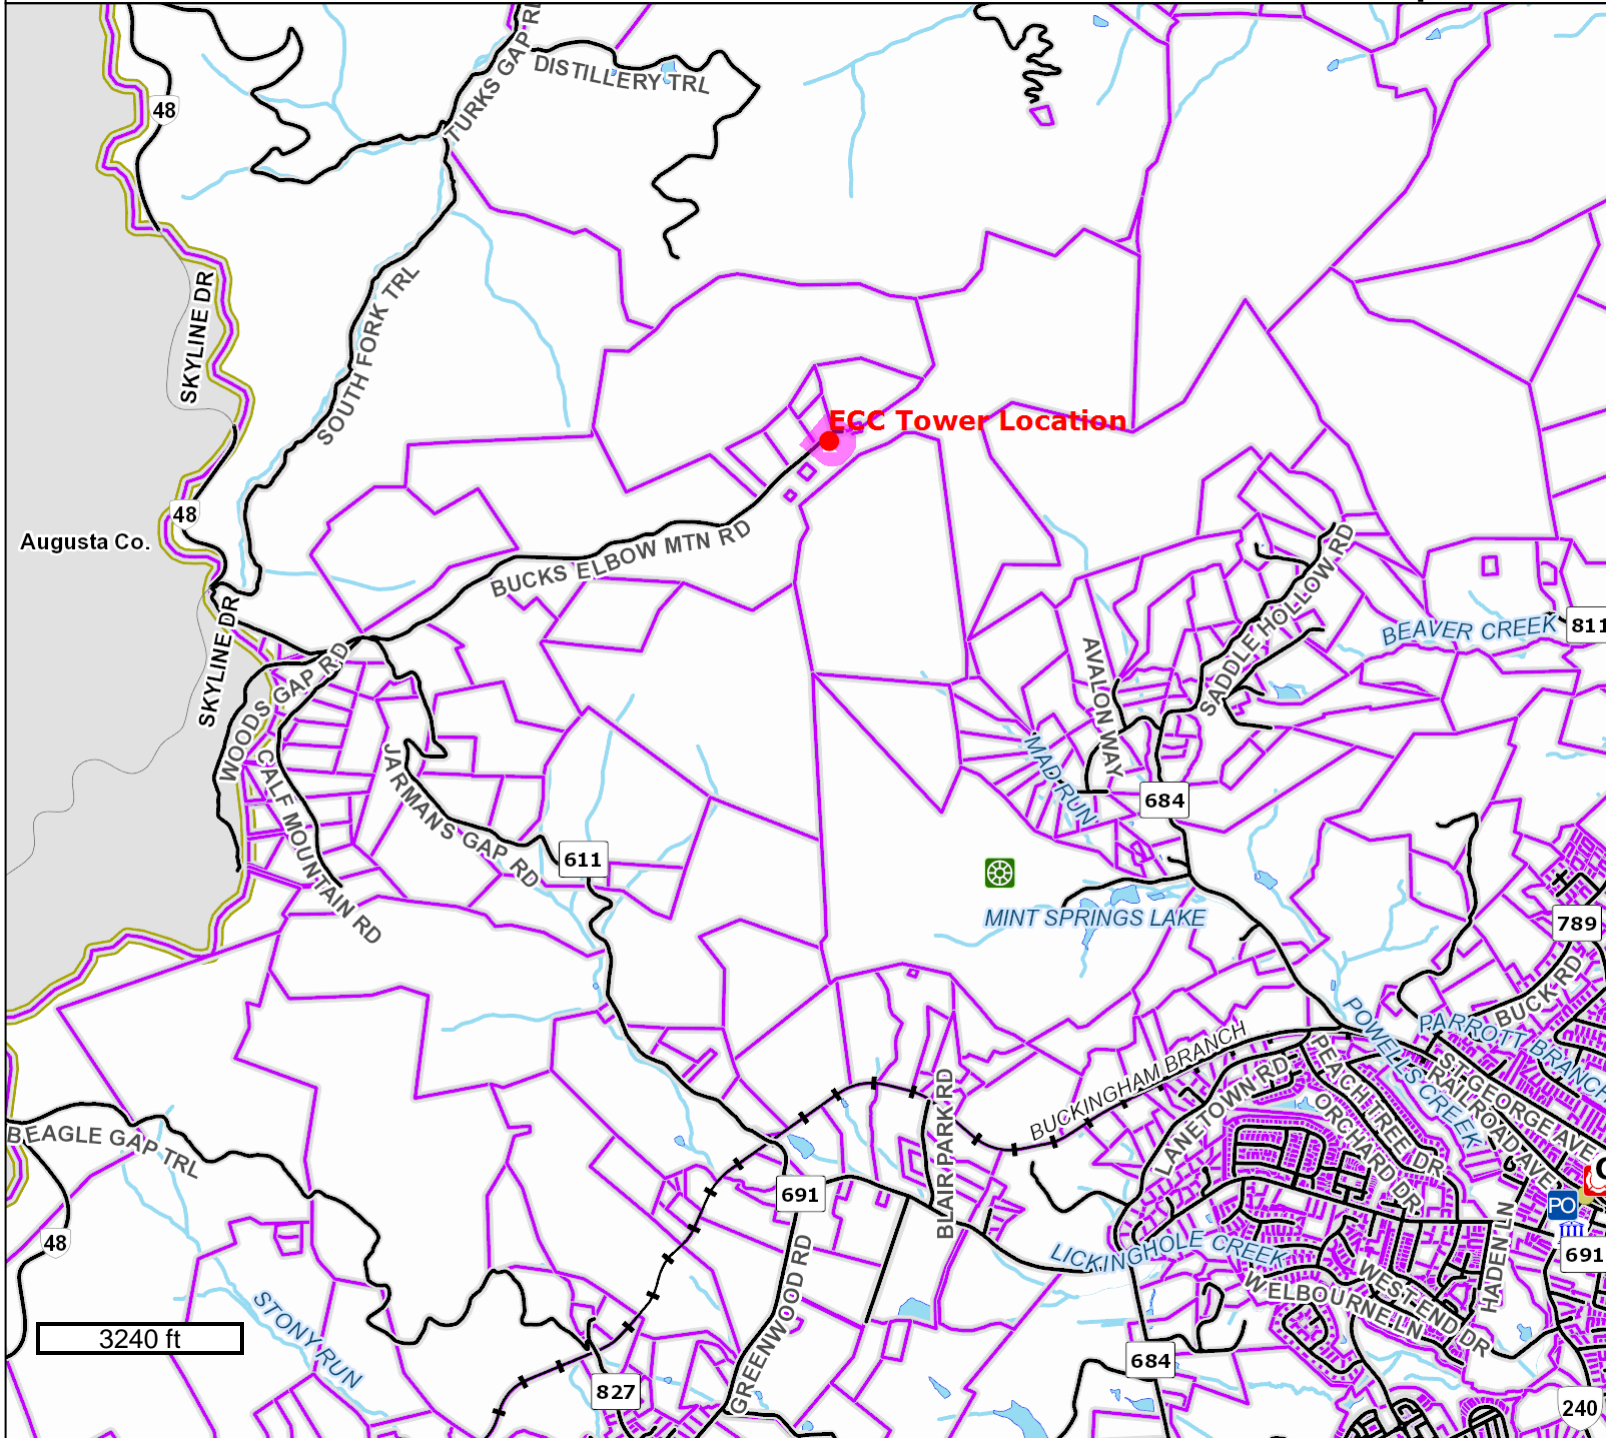 TURKS GAP RD
DISTILLERY TRL
48
SKYLINE DR
SOUTH FORK TRL
ECC Tower Location
48
Augusta Co.
BUCKS ELBOW MTN RD
SADDLE HOLLOW RD
BEAVER CREEK
811
SKYLINE DR
WOODS GAP RD
AVALON WAY
MAD RUN
CALF MOUNTAIN RD
JARMANS GAP RD
684
611
MINT SPRINGS LAKE
789
BUCK RD
POWELLS CREEK
PARROTT BRANCH
BUCKINGHAM BRANCH
PEACH TREE DR
ST GEORGE AVE
RAILROAD AVE
LANETOWN RD
ORCHARD DR
BLAIR PARK RD
BEAGLE GAP TRL
691
PO
48
LICKINGHOLE CREEK
HADEN LN
691
GREENWOOD RD
WELBOURNE LN
WEST END DR
STONY RUN
3240 ft
684
827
240